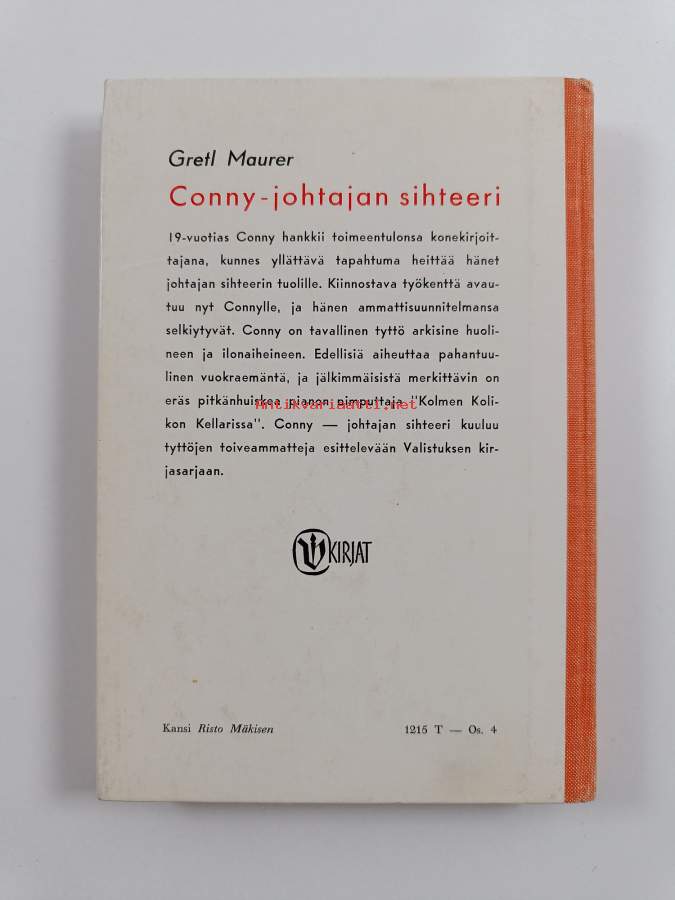 Gretl Maurer
Conny-johtajan sihteeri
19-vuotias Conny hankkii toimeentulonsa konekirjoit-
tajana, kunnes yllättävä tapahtuma heittää hänet
johtajan sihteerin tuolille. Kiinnostava työkenttä avau-
tuu nyt Connylle, ja hänen ammattisuunnitelmansa
selkiytyvät. Conny on tavallinen tyttö arkisine huoli-
neen ja ilonaiheineen. Edellisiä aiheuttaa pahantuu-
linen vuokraemäntä, ja jälkimmäisistä merkittävin on
eräs pitkänhuiskea pianon pimputtaja "Kolmen Koli-
Antikvariaatti.net
kon Kellarissa". Conny — johtajan sihteeri kuuluu
tyttöjen toiveammatteja esittelevään Valistuksen kir-
jasarjaan.
V KIRJAT
Kansi Risto Mäkisen
1215 T — Os. 4